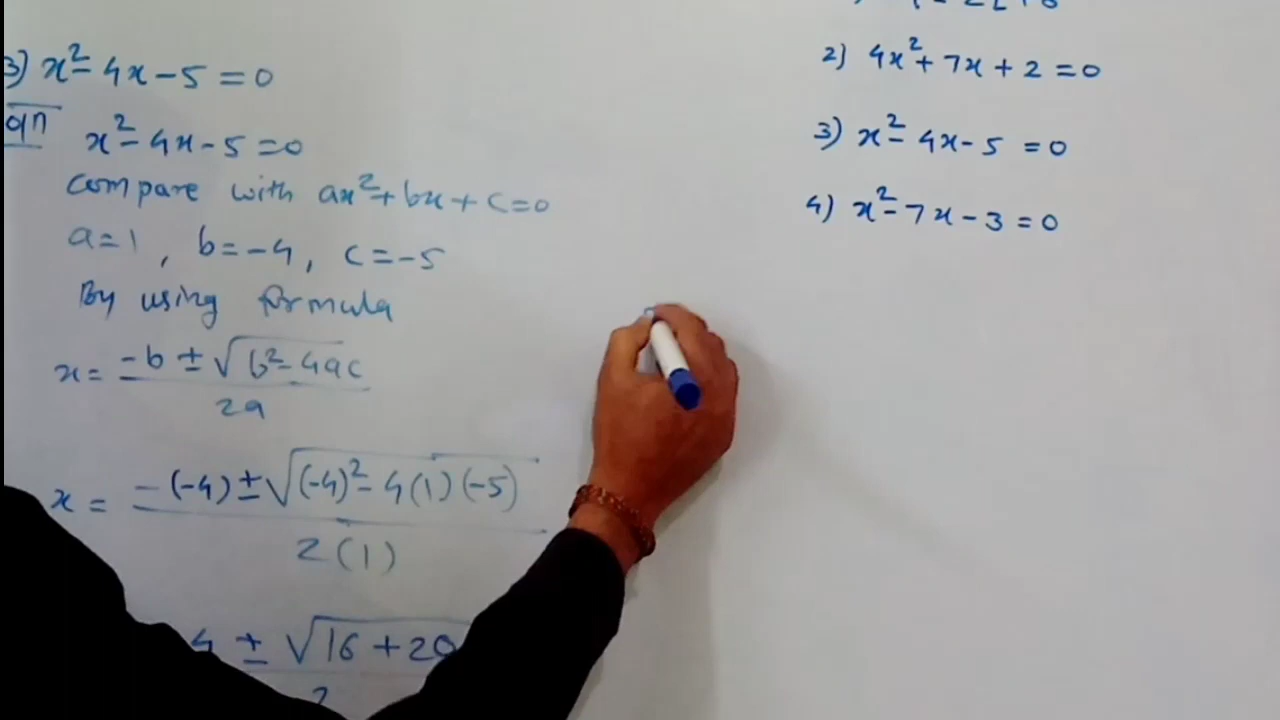 3) x² - 4x - 5 = 0
x² - 4x - 5 = 0
Compare with ax² + bx + c = 0
a = 1 , b = -4 , c = -5
By using formula
x = -b ± √(b² - 4ac) / 2a
x = -(-4) ± √((-4)² - 4(1)(-5)) / 2(1)
4 ± √(16 + 20 / 2
2) 4x² + 7x + 2 = 0
3) x² - 4x - 5 = 0
4) x² - 7x - 3 = 0